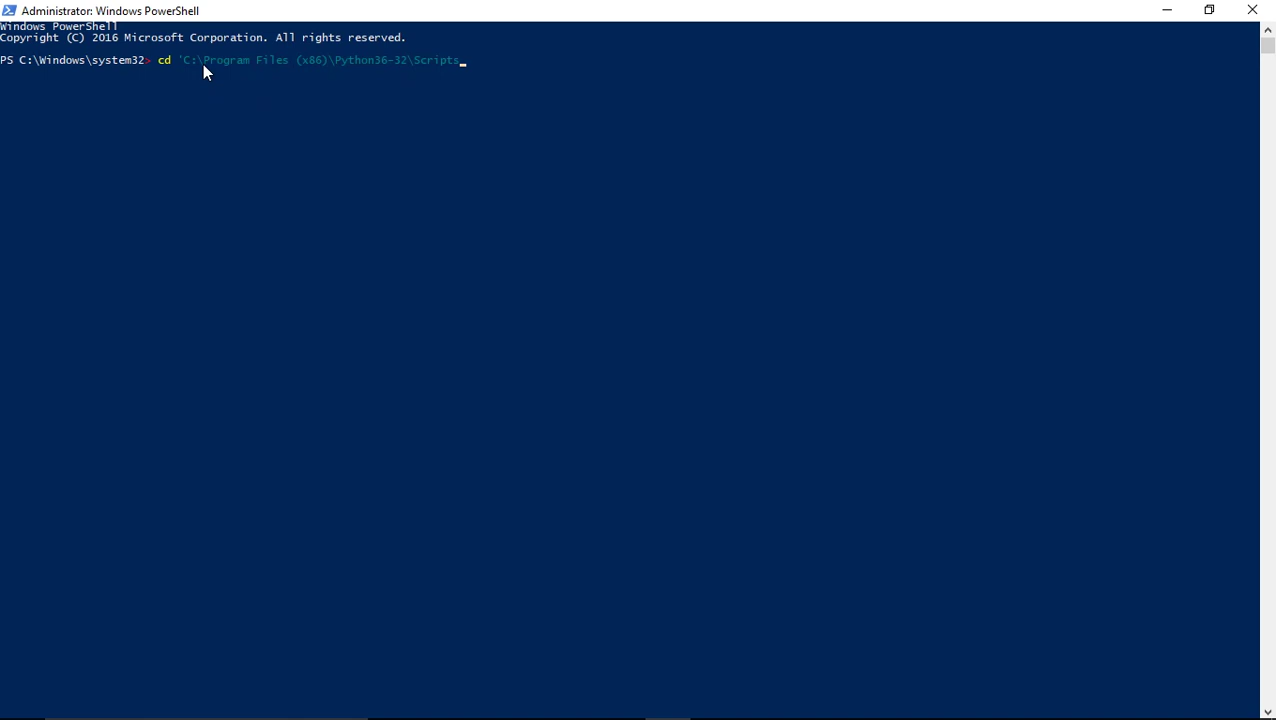 Administrator: Windows PowerShell
Windows PowerShell
Copyright (C) 2016 Microsoft Corporation. All rights reserved.
PS C:\Windows\system32> cd 'C:\Program Files (x86)\Python36-32\Scripts_